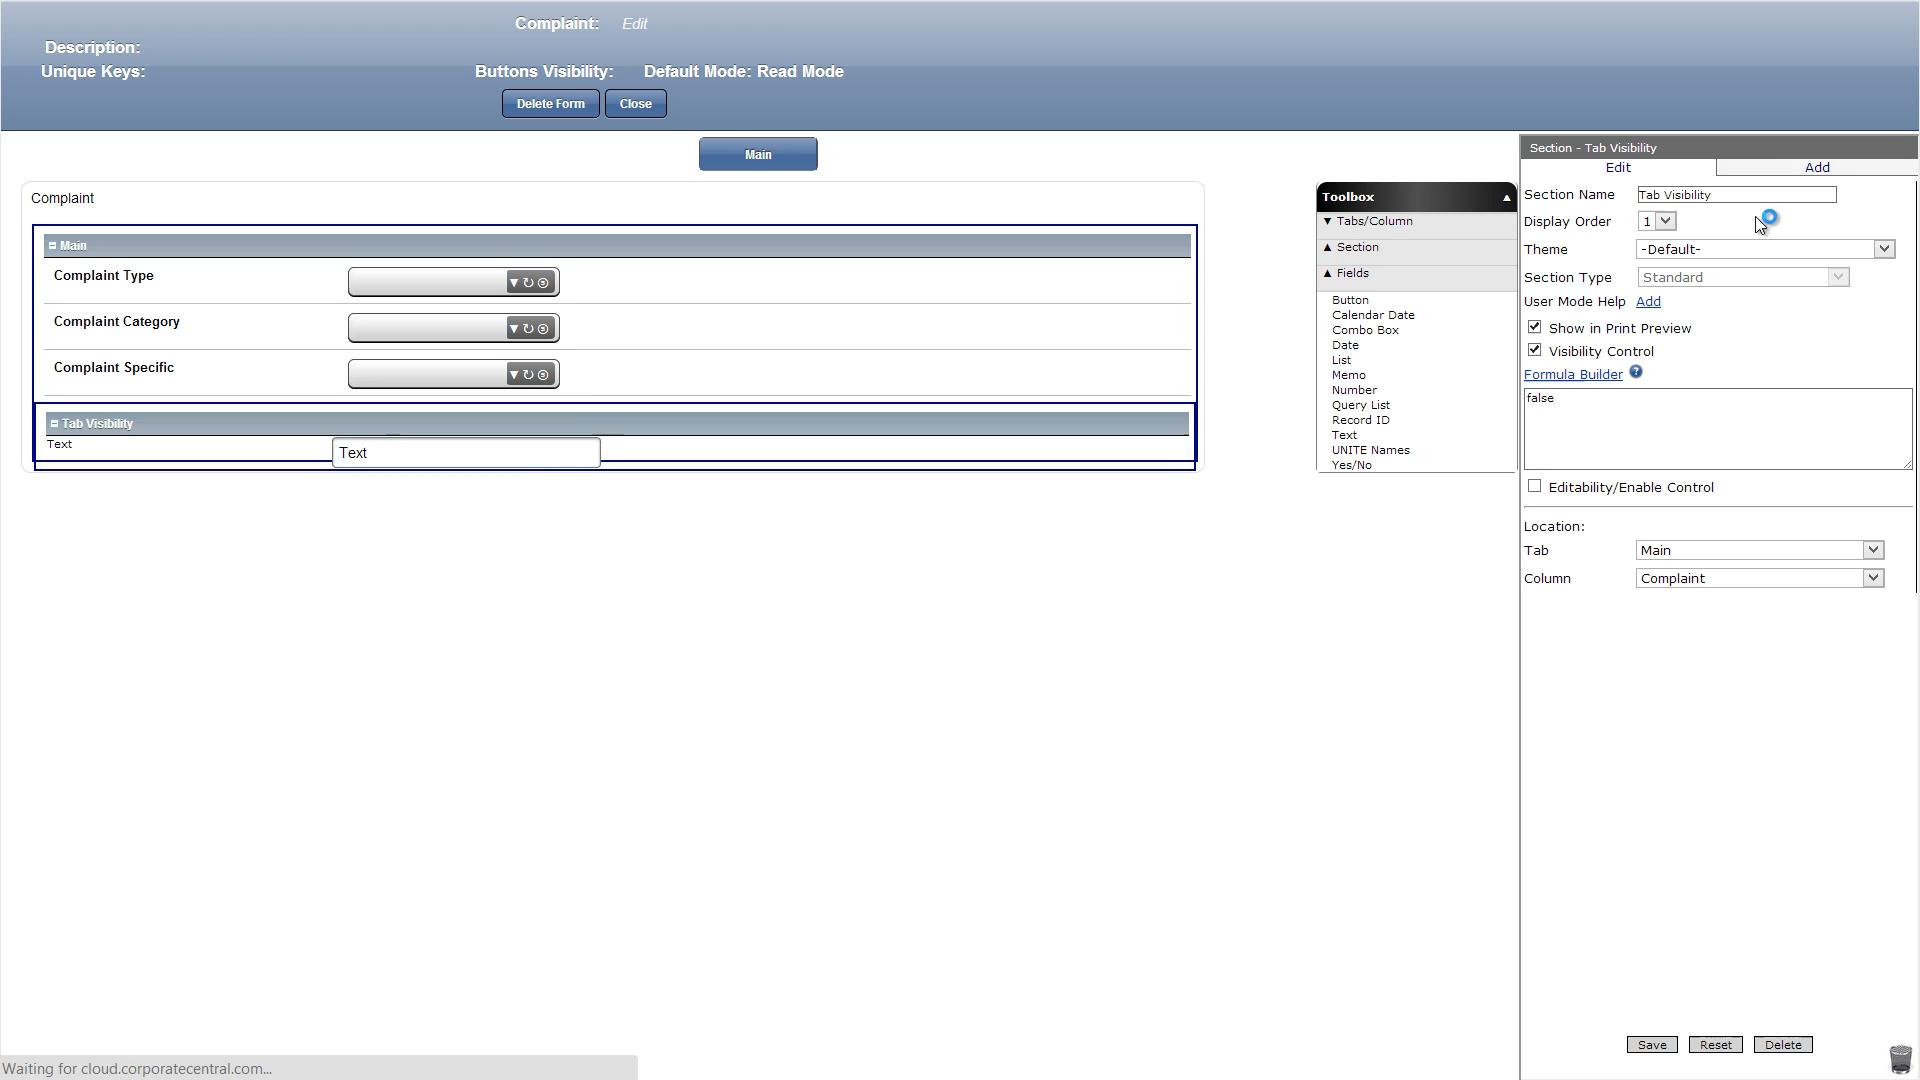 Complaint: Edit
Description:
Unique Keys:
Buttons Visibility: Default Mode: Read Mode
Delete Form Close
Main
Complaint
Main
Complaint Type
Complaint Category
Complaint Specific
Tab Visibility
Text
Text
Toolbox
Tabs/Column
Section
Fields
Button
Calendar Date
Combo Box
Date
List
Memo
Number
Query List
Record ID
Text
UNITE Names
Yes/No
Section - Tab Visibility
Edit Add
Section Name Tab Visibility
Display Order 1
Theme -Default-
Section Type Standard
User Mode Help Add
Show in Print Preview
Visibility Control
Formula Builder ?
false
Editability/Enable Control
Location:
Tab Main
Column Complaint
Save Reset Delete
Waiting for cloud.corporatecentral.com...